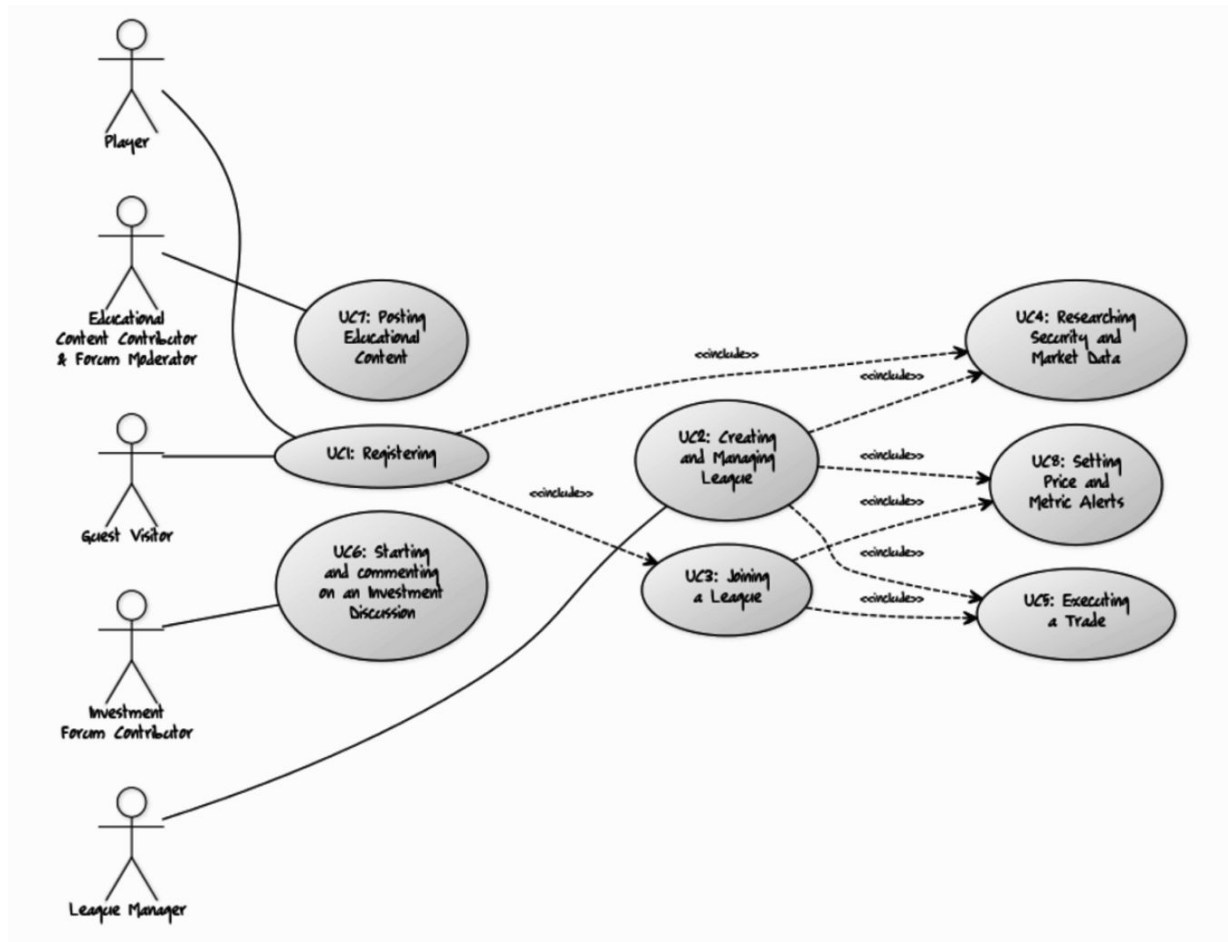 Player
Educational
Content Contributor
& Forum Moderator
UC7: Posting
Educational
Content
<<include>>
UC4: Researching
Security and
Market Data
<<include>>
Guest Visitor
UC1: Registering
<<include>>
UC2: Creating
and Managing
League
<<include>>
UC8: Setting
Price and
Metric Alerts
<<include>>
UC6: Starting
and commenting
on an Investment
Discussion
UC3: Joining
a League
<<include>>
<<include>>
UC5: Executing
a Trade
Investment
Forum Contributor
League Manager